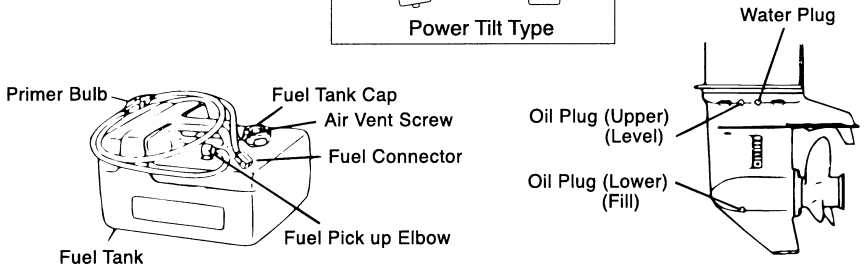 Power Tilt Type
Water Plug
Primer Bulb
Fuel Tank Cap
Air Vent Screw
Fuel Connector
Fuel Pick up Elbow
Fuel Tank
Oil Plug (Upper)
(Level)
Oil Plug (Lower)
(Fill)